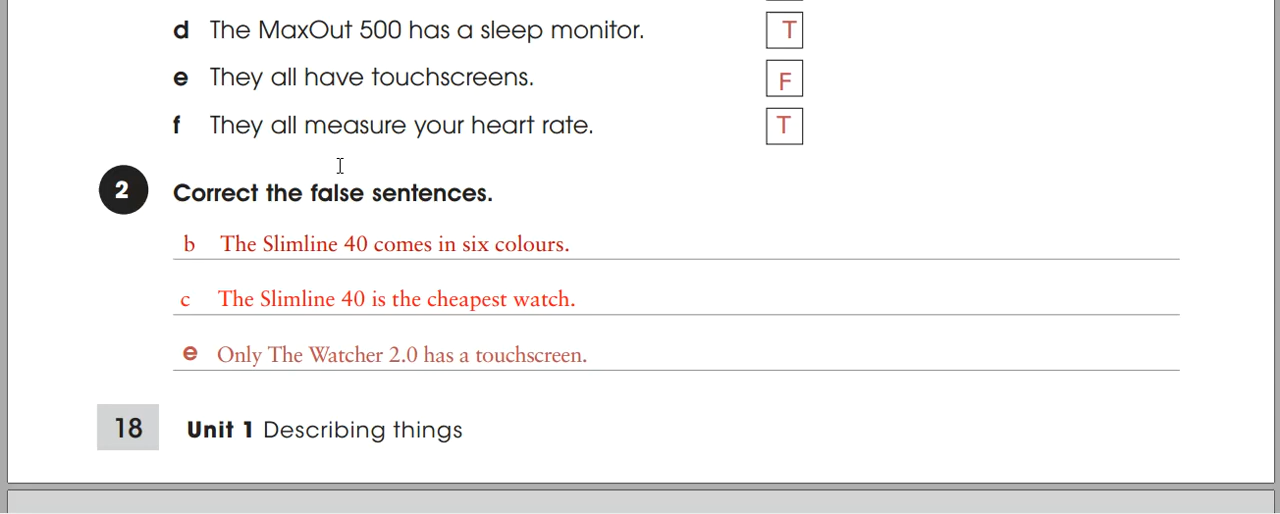 d The MaxOut 500 has a sleep monitor. T
e They all have touchscreens. F
f They all measure your heart rate. T
2 Correct the false sentences.
b The Slimline 40 comes in six colours.
c The Slimline 40 is the cheapest watch.
e Only The Watcher 2.0 has a touchscreen.
18 Unit 1 Describing things